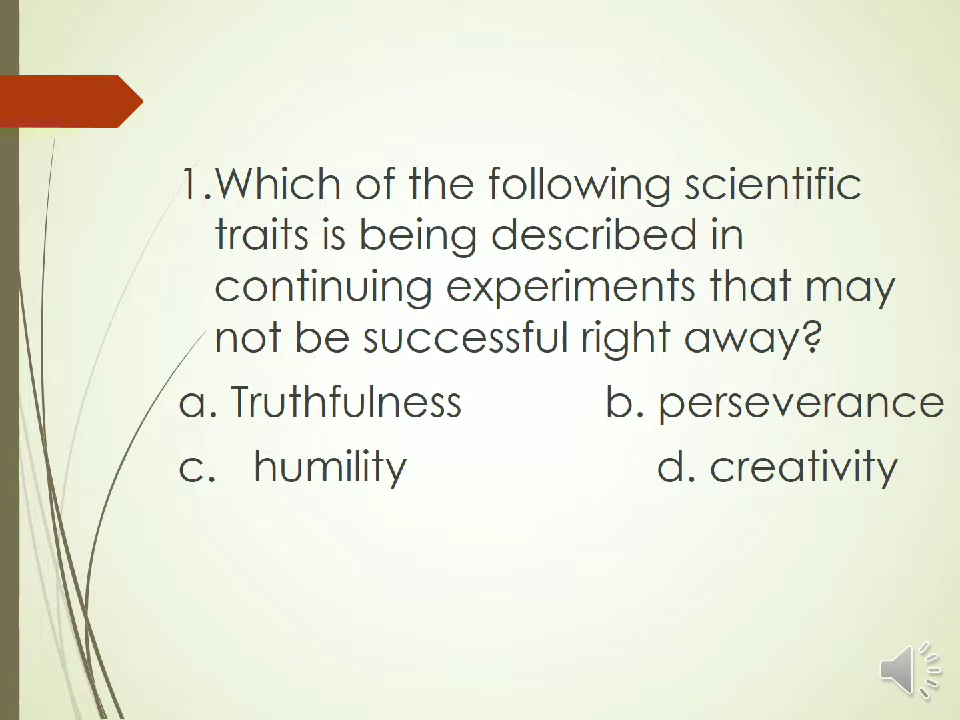 1.Which of the following scientific
traits is being described in
continuing experiments that may
not be successful right away?
a. Truthfulness b. perseverance
c. humility d. creativity